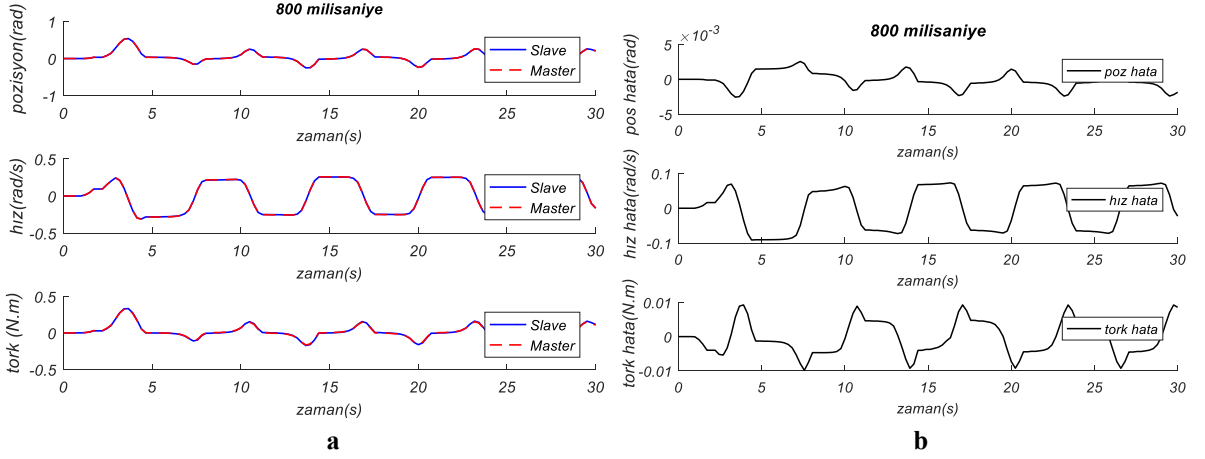 800 milisaniye
pozisyon(rad)
1
0
-1
Slave
Master
0 5 10 15 20 25 30
zaman(s)
hız(rad/s)
0.5
0
-0.5
Slave
Master
0 5 10 15 20 25 30
zaman(s)
tork (N.m)
0.5
0
-0.5
Slave
Master
0 5 10 15 20 25 30
zaman(s)
a
800 milisaniye
pos hata(rad)
×10⁻³
5
0
-5
poz hata
0 5 10 15 20 25 30
zaman(s)
hız hata(rad/s)
0.1
0
-0.1
hız hata
0 5 10 15 20 25 30
zaman(s)
tork hata(N.m)
0.01
0
-0.01
tork hata
0 5 10 15 20 25 30
zaman(s)
b